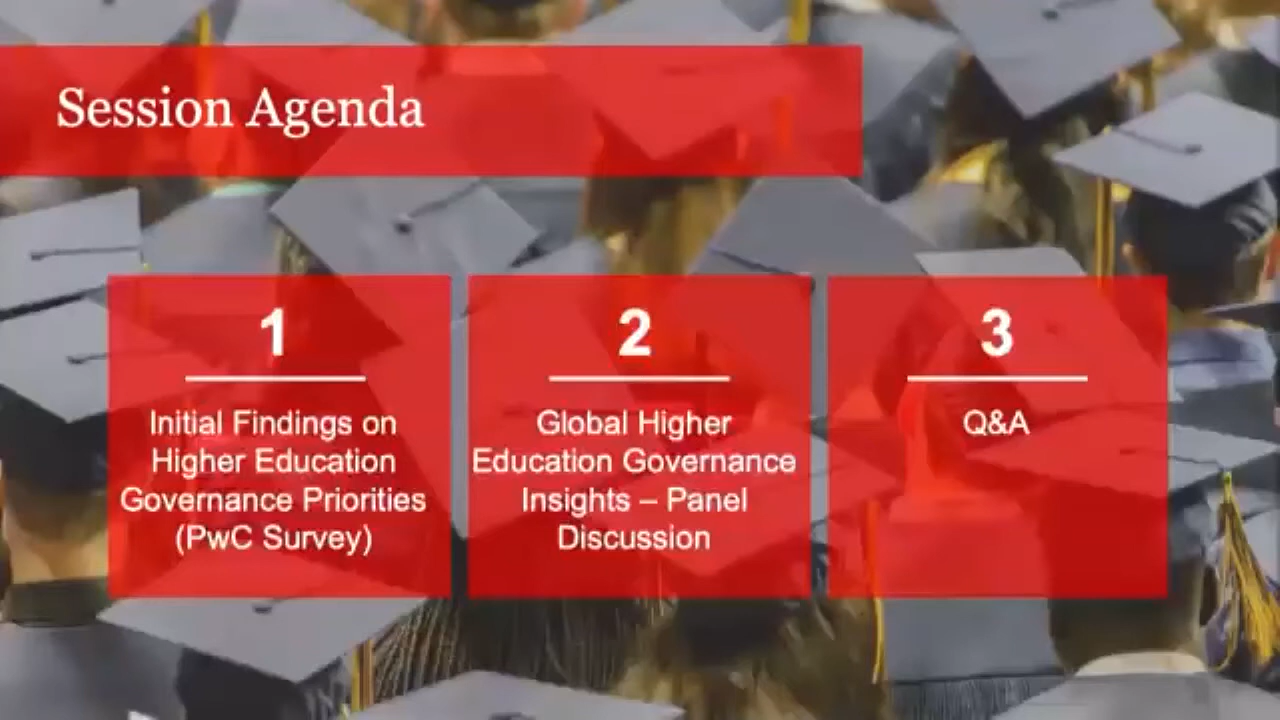 Session Agenda
1
Initial Findings on
Higher Education
Governance Priorities
(PwC Survey)
2
Global Higher
Education Governance
Insights – Panel
Discussion
3
Q&A